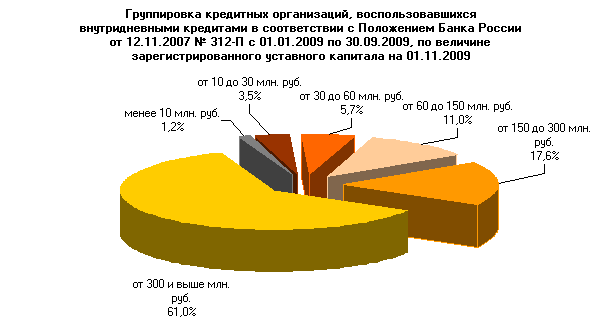 Группировка кредитных организаций, воспользовавшихся
внутридневными кредитами в соответствии с Положением Банка России
от 12.11.2007 № 312-П с 01.01.2009 по 30.09.2009, по величине
зарегистрированного уставного капитала на 01.11.2009
от 10 до 30 млн. руб.
3,5%
от 30 до 60 млн. руб.
5,7%
менее 10 млн. руб.
1,2%
от 60 до 150 млн. руб.
11,0%
от 150 до 300 млн.
руб.
17,6%
от 300 и выше млн.
руб.
61,0%